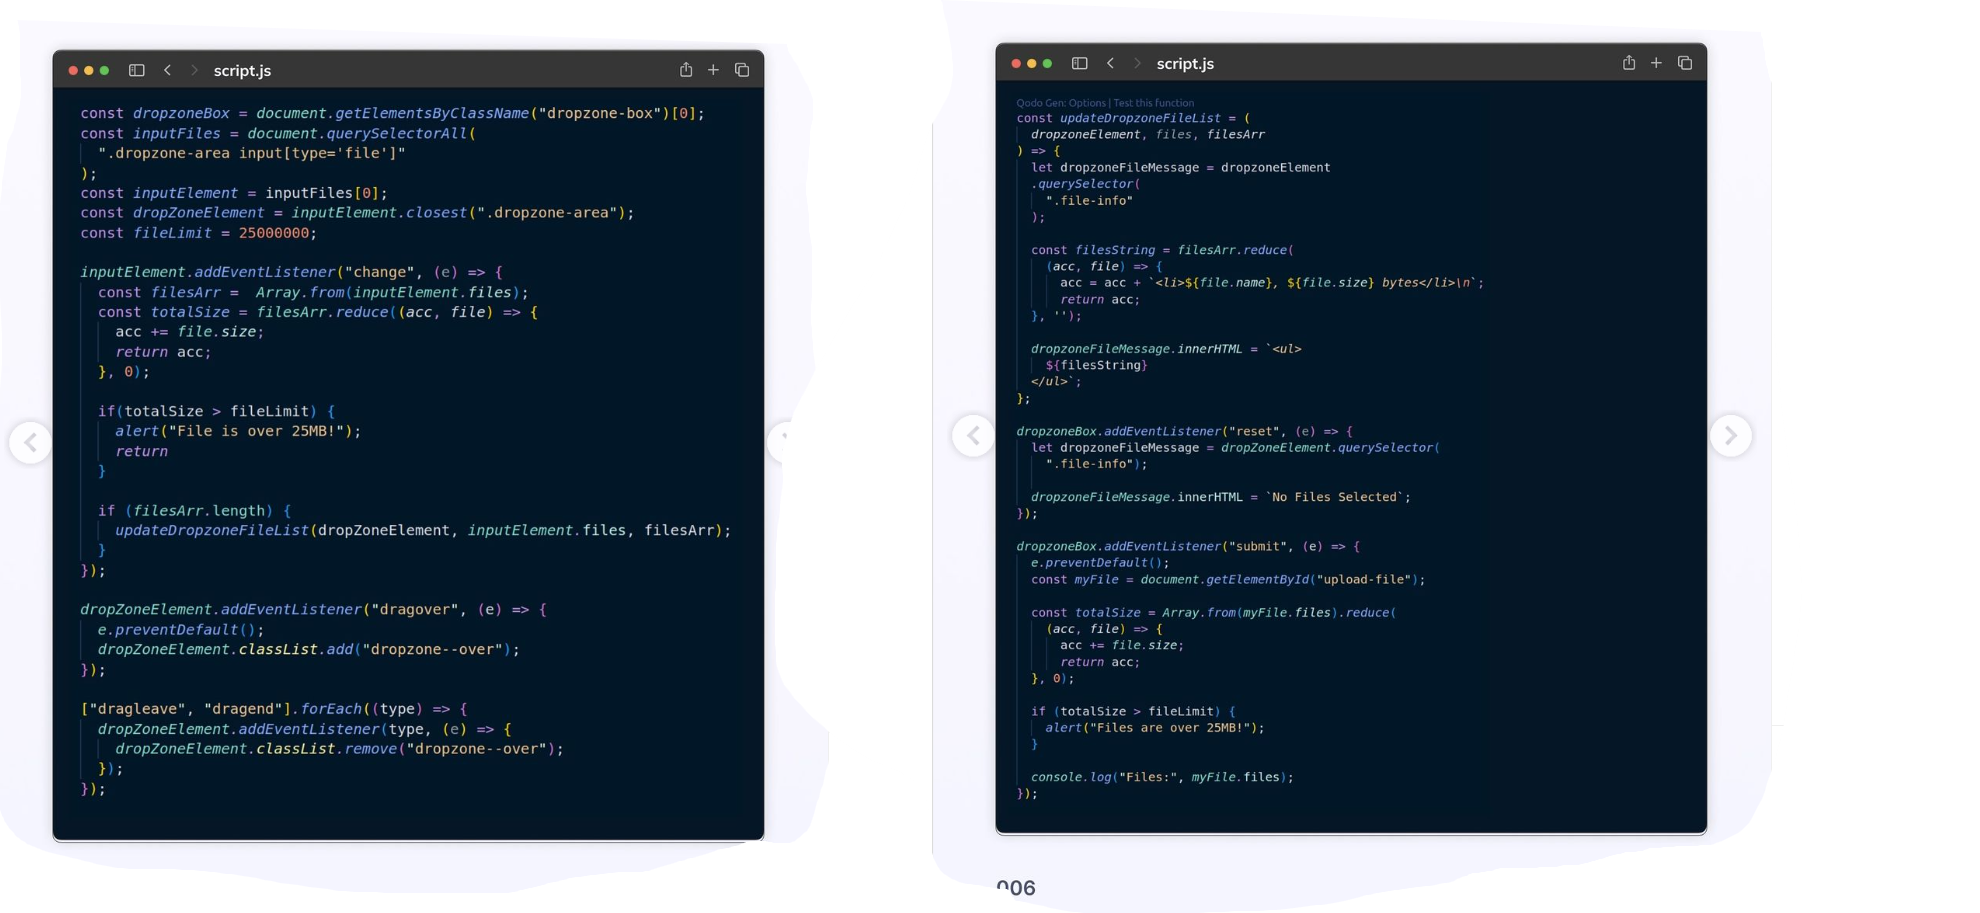 script.js
const dropzoneBox = document.getElementsByClassName("dropzone-box")[0];
const inputFiles = document.querySelectorAll(
  ".dropzone-area input[type='file']"
);
const inputElement = inputFiles[0];
const dropZoneElement = inputElement.closest(".dropzone-area");
const fileLimit = 25000000;

inputElement.addEventListener("change", (e) => {
  const filesArr =  Array.from(inputElement.files);
  const totalSize = filesArr.reduce((acc, file) => {
    acc += file.size;
    return acc;
  }, 0);

  if(totalSize > fileLimit) {
    alert("File is over 25MB!");
    return
  }

  if (filesArr.length) {
    updateDropzoneFileList(dropZoneElement, inputElement.files, filesArr);
  }
});

dropZoneElement.addEventListener("dragover", (e) => {
  e.preventDefault();
  dropZoneElement.classList.add("dropzone--over");
});

["dragleave", "dragend"].forEach((type) => {
  dropZoneElement.addEventListener(type, (e) => {
    dropZoneElement.classList.remove("dropzone--over");
  });
});
script.js
Qodo Gen: Options | Test this function
const updateDropzoneFileList = (
  dropzoneElement, files, filesArr
) => {
  let dropzoneFileMessage = dropzoneElement
  .querySelector(
    ".file-info"
  );

  const filesString = filesArr.reduce(
    (acc, file) => {
      acc = acc + `<li>${file.name}, ${file.size} bytes</li>\n`;
      return acc;
  }, '');

  dropzoneFileMessage.innerHTML = `<ul>
    ${filesString}
  </ul>`;
};

dropzoneBox.addEventListener("reset", (e) => {
  let dropzoneFileMessage = dropZoneElement.querySelector(
    ".file-info");

  dropzoneFileMessage.innerHTML = `No Files Selected`;
});

dropzoneBox.addEventListener("submit", (e) => {
  e.preventDefault();
  const myFile = document.getElementById("upload-file");

  const totalSize = Array.from(myFile.files).reduce(
    (acc, file) => {
      acc += file.size;
      return acc;
  }, 0);

  if (totalSize > fileLimit) {
    alert("Files are over 25MB!");
  }

  console.log("Files:", myFile.files);
});
006